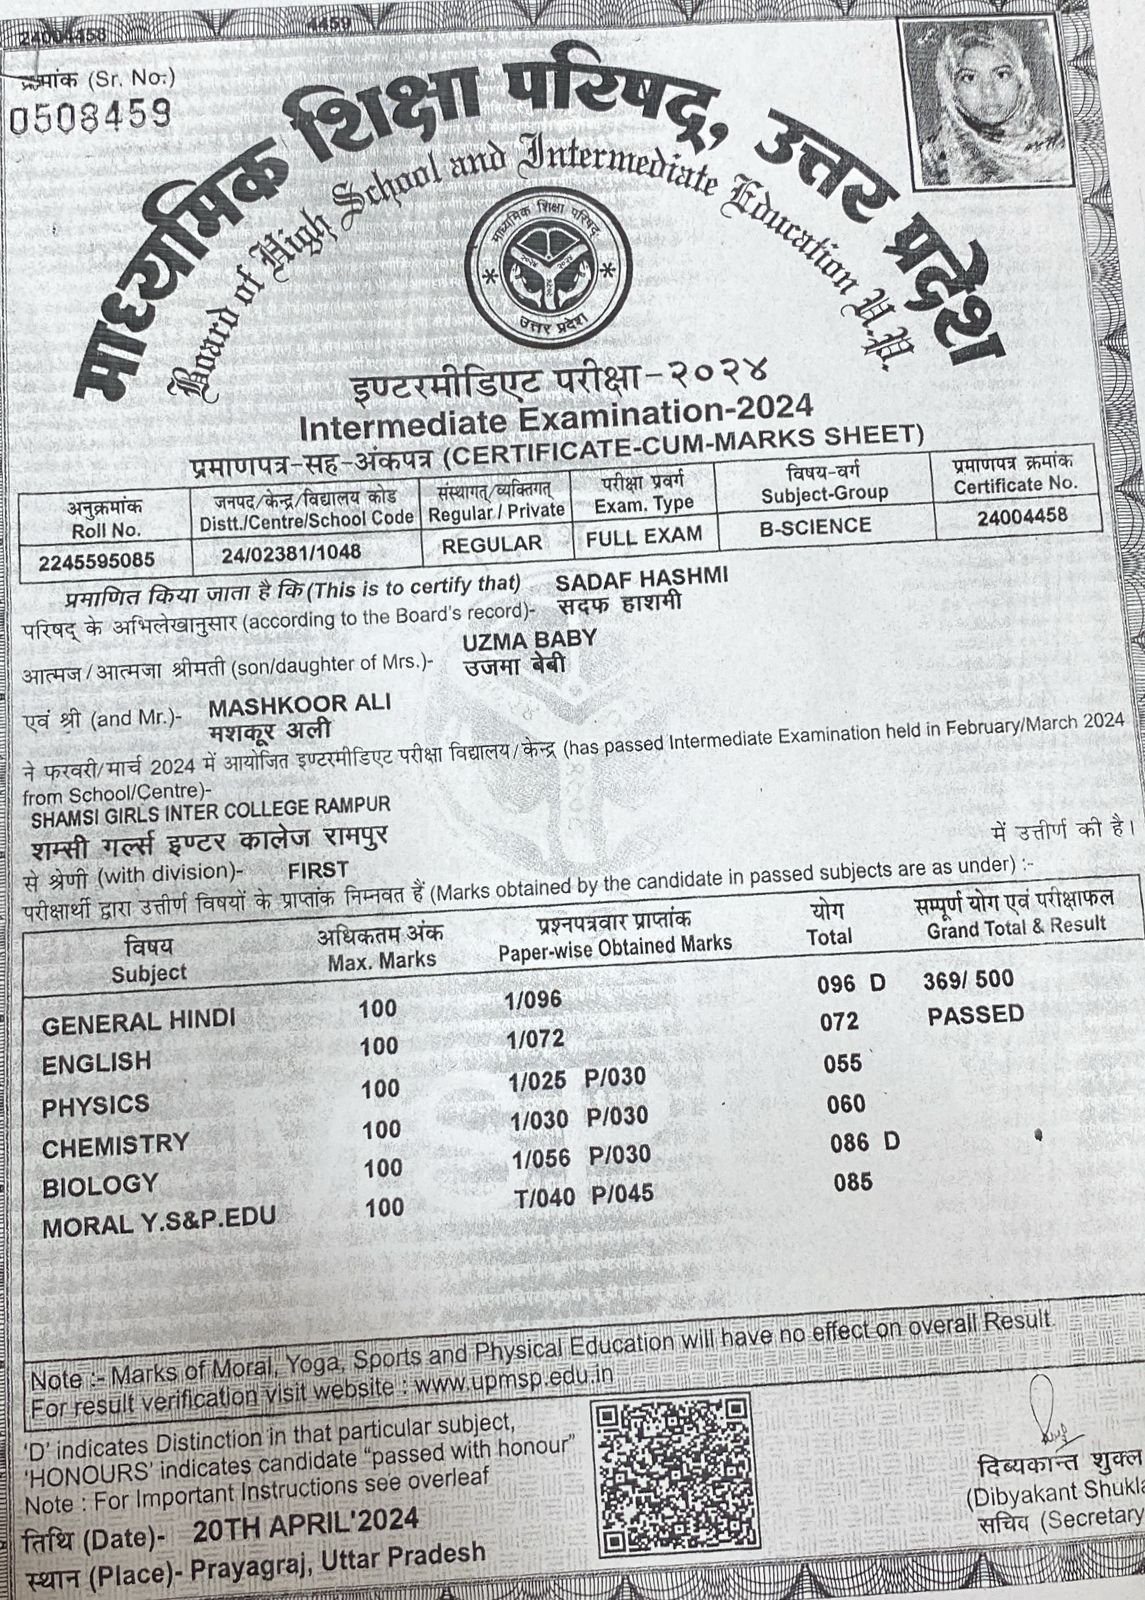 24004458
4459
क्रमांक (Sr. No.)
0508459
माध्यमिक शिक्षा परिषद्, उत्तर प्रदेश
Board of High School and Intermediate Education U.P.
माध्यमिक शिक्षा परिषद्
२०२४ २०२४
२०२४
उत्तर प्रदेश
इण्टरमीडिएट परीक्षा-२०२४
Intermediate Examination-2024
प्रमाणपत्र-सह-अंकपत्र (CERTIFICATE-CUM-MARKS SHEET)
अनुक्रमांक जनपद/केन्द्र/विद्यालय कोड संस्थागत्/व्यक्तिगत् परीक्षा प्रवर्ग विषय-वर्ग प्रमाणपत्र क्रमांक
Roll No. Distt./Centre/School Code Regular / Private Exam. Type Subject-Group Certificate No.
2245595085 24/02381/1048 REGULAR FULL EXAM B-SCIENCE 24004458
प्रमाणित किया जाता है कि (This is to certify that) SADAF HASHMI
परिषद् के अभिलेखानुसार (according to the Board's record)- सदफ हाशमी
UZMA BABY
आत्मज/आत्मजा श्रीमती (son/daughter of Mrs.)- उजमा बेबी
एवं श्री (and Mr.)- MASHKOOR ALI
मशकूर अली
ने फरवरी/मार्च 2024 में आयोजित इण्टरमीडिएट परीक्षा विद्यालय/केन्द्र (has passed Intermediate Examination held in February/March 2024
from School/Centre)-
SHAMSI GIRLS INTER COLLEGE RAMPUR
शम्सी गर्ल्स इण्टर कालेज रामपुर
में उत्तीर्ण की है।
से श्रेणी (with division)- FIRST
परीक्षार्थी द्वारा उत्तीर्ण विषयों के प्राप्तांक निम्नवत हैं (Marks obtained by the candidate in passed subjects are as under) :-
विषय अधिकतम अंक प्रश्नपत्रवार प्राप्तांक योग सम्पूर्ण योग एवं परीक्षाफल
Subject Max. Marks Paper-wise Obtained Marks Total Grand Total & Result
GENERAL HINDI 100 1/096 096 D 369/ 500
ENGLISH 100 1/072 072 PASSED
PHYSICS 100 1/025 P/030 055
CHEMISTRY 100 1/030 P/030 060
BIOLOGY 100 1/056 P/030 086 D
MORAL Y.S&P.EDU 100 T/040 P/045 085
Note :- Marks of Moral, Yoga, Sports and Physical Education will have no effect on overall Result.
For result verification visit website : www.upmsp.edu.in
'D' indicates Distinction in that particular subject,
'HONOURS' indicates candidate "passed with honour"
Note : For Important Instructions see overleaf
तिथि (Date)- 20TH APRIL'2024
स्थान (Place)- Prayagraj, Uttar Pradesh
दिब्यकान्त शुक्ल
(Dibyakant Shukla
सचिव (Secretary